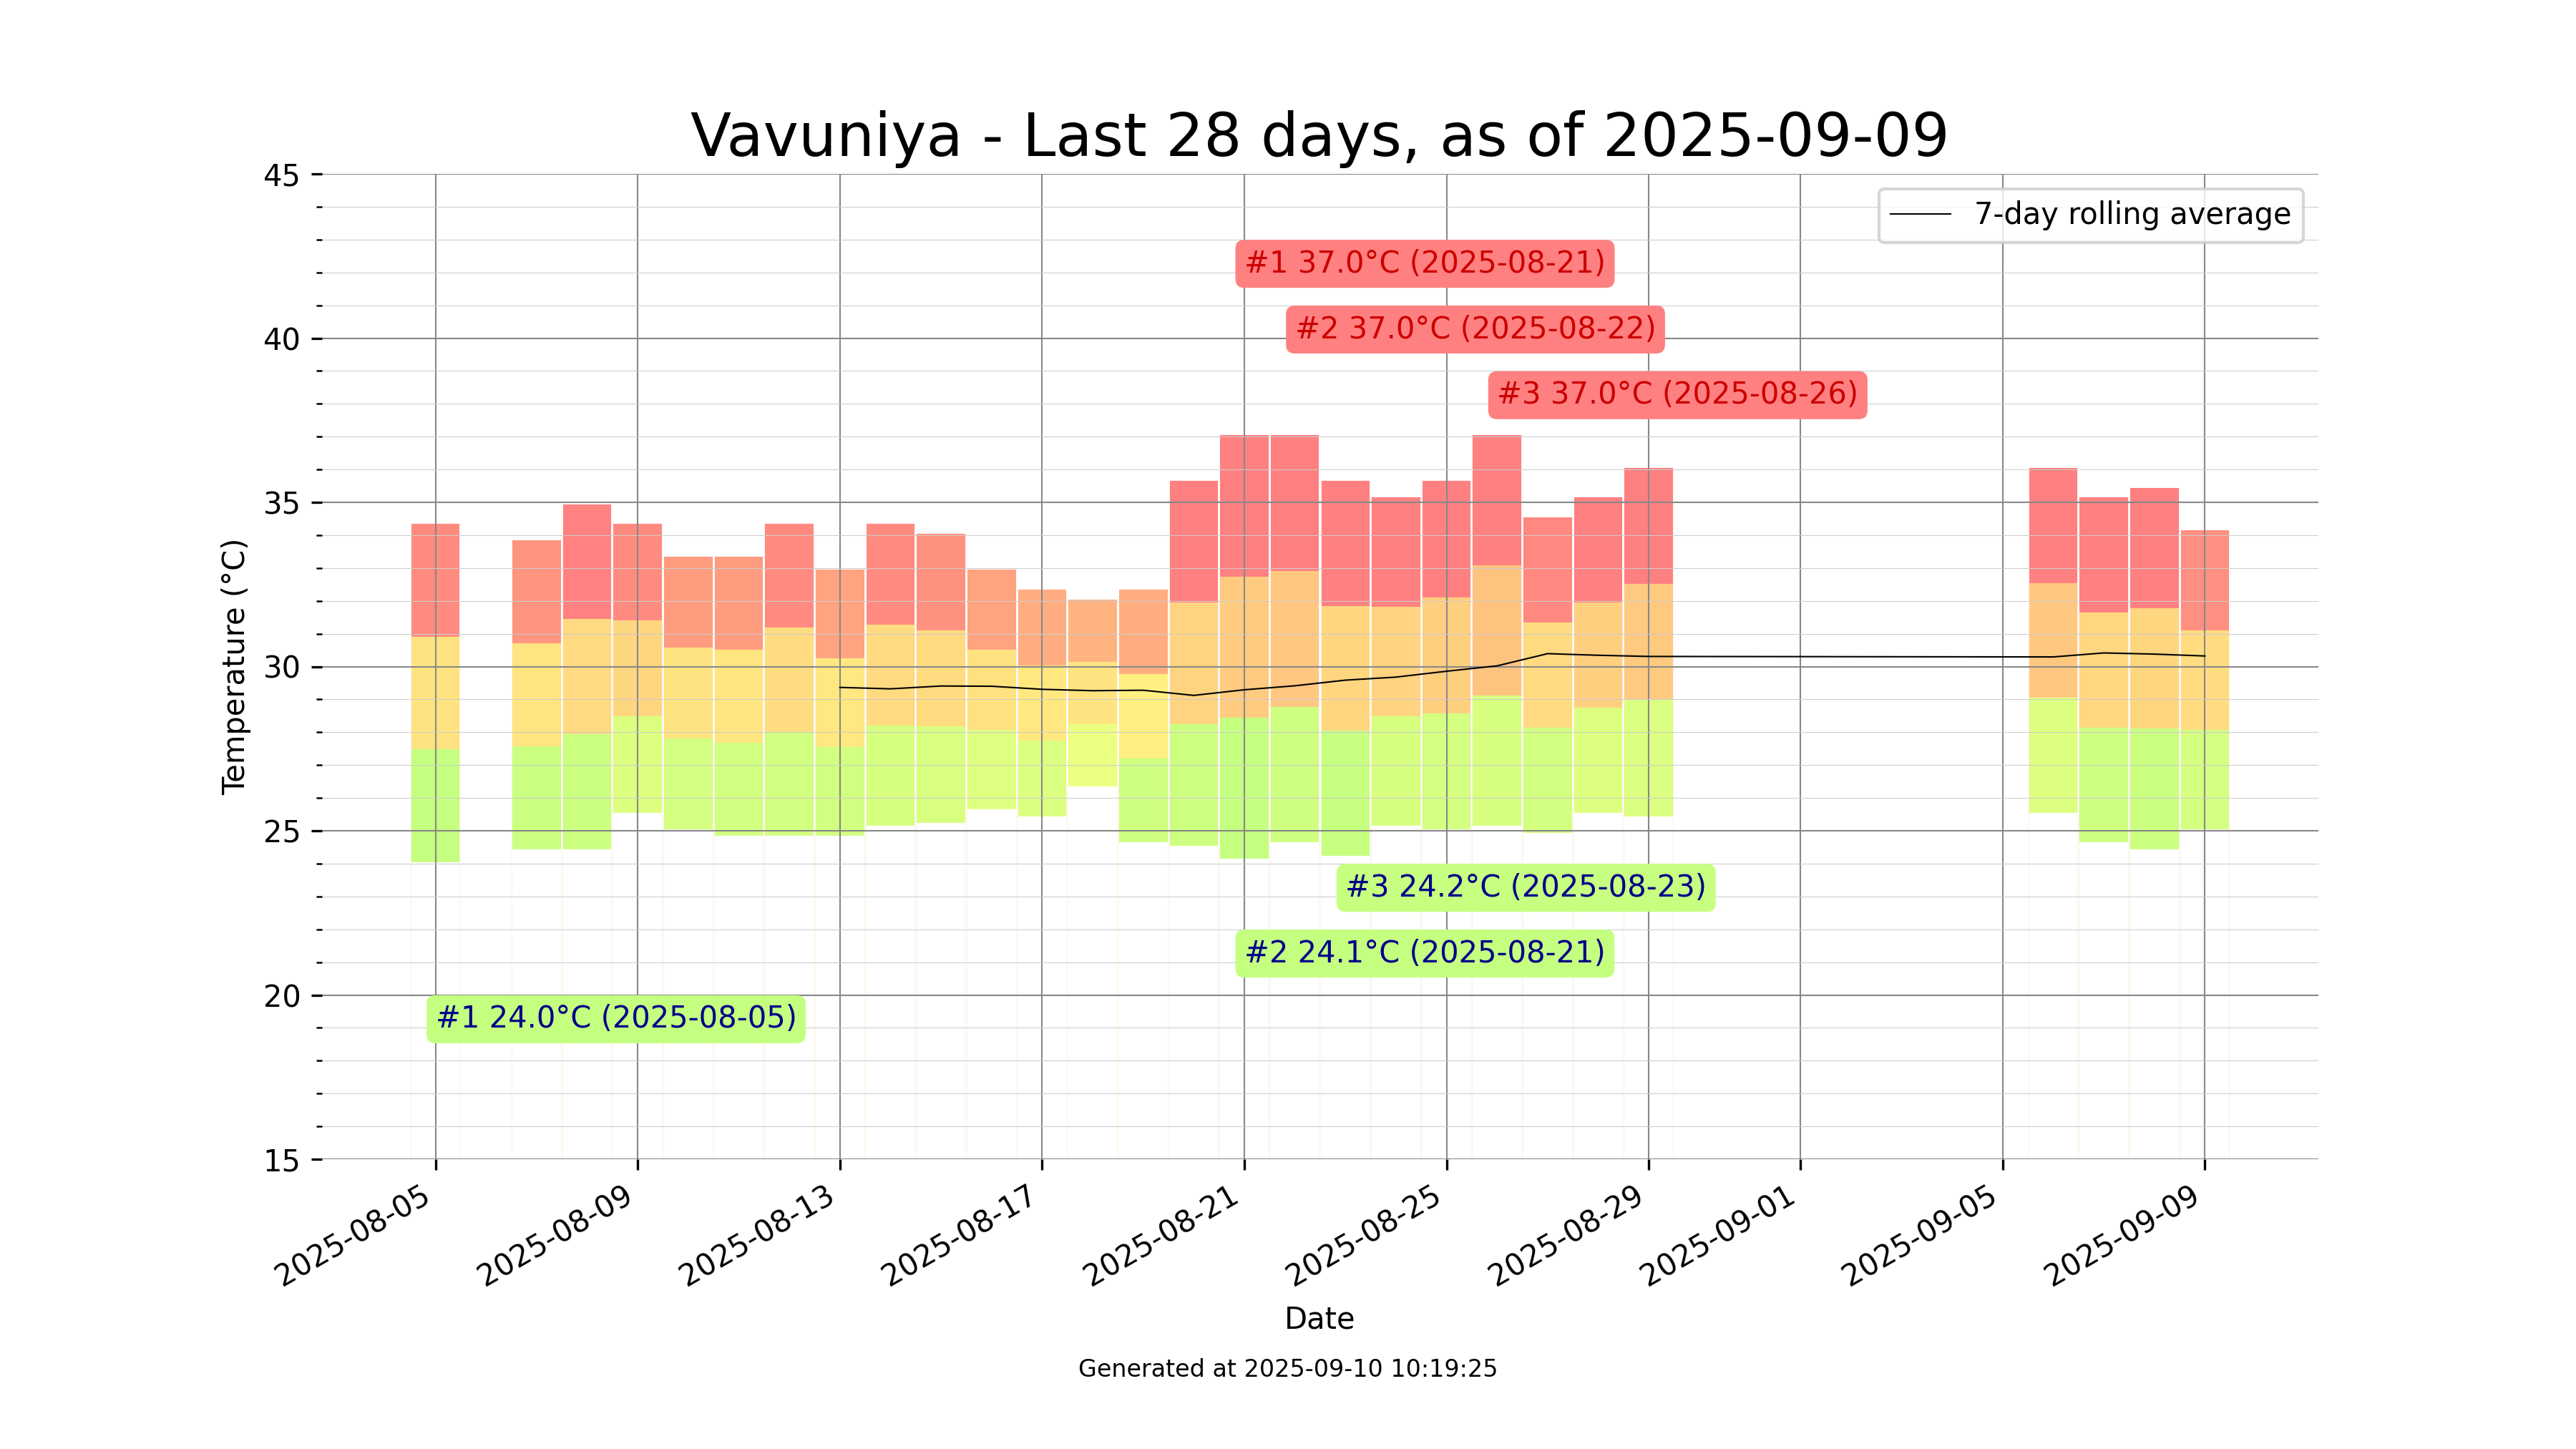 Vavuniya - Last 28 days, as of 2025-09-09
7-day rolling average
#1 37.0°C (2025-08-21)
#2 37.0°C (2025-08-22)
#3 37.0°C (2025-08-26)
#3 24.2°C (2025-08-23)
#2 24.1°C (2025-08-21)
#1 24.0°C (2025-08-05)
Temperature (°C)
45
40
35
30
25
20
15
2025-08-05
2025-08-09
2025-08-13
2025-08-17
2025-08-21
2025-08-25
2025-08-29
2025-09-01
2025-09-05
2025-09-09
Date
Generated at 2025-09-10 10:19:25